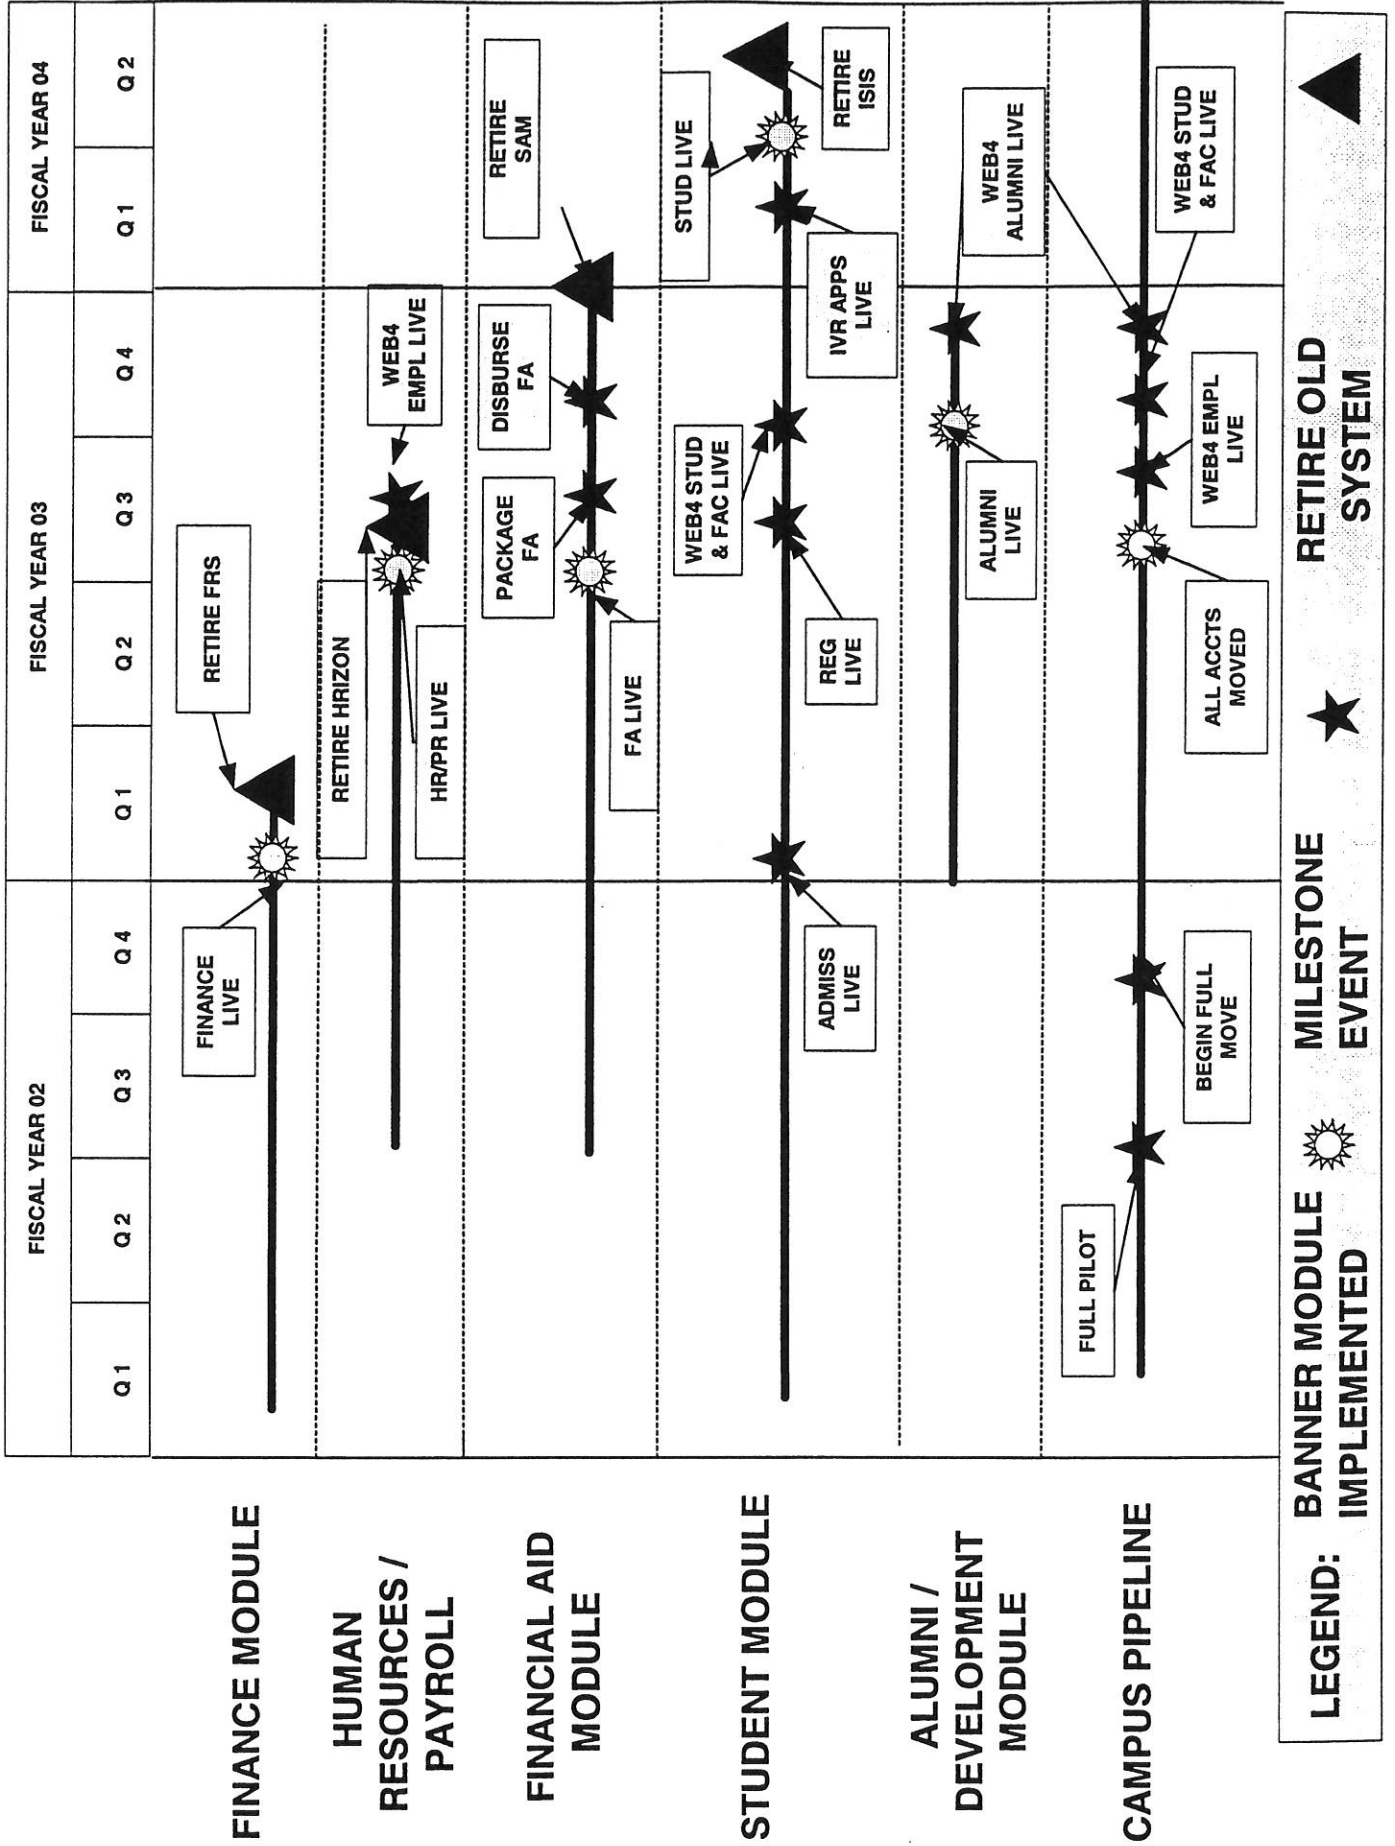 FISCAL YEAR 02
FISCAL YEAR 03
FISCAL YEAR 04
Q 1
Q 2
Q 3
Q 4
Q 1
Q 2
Q 3
Q 4
Q 1
Q 2
FINANCE MODULE
FINANCE
LIVE
RETIRE FRS
HUMAN
RESOURCES /
PAYROLL
RETIRE HRIZON
HR/PR LIVE
WEB4
EMPL LIVE
FINANCIAL AID
MODULE
FA LIVE
PACKAGE
FA
DISBURSE
FA
RETIRE
SAM
STUDENT MODULE
ADMISS
LIVE
REG
LIVE
WEB4 STUD
& FAC LIVE
IVR APPS
LIVE
STUD LIVE
RETIRE
ISIS
ALUMNI /
DEVELOPMENT
MODULE
ALUMNI
LIVE
WEB4
ALUMNI LIVE
CAMPUS PIPELINE
FULL PILOT
BEGIN FULL
MOVE
ALL ACCTS
MOVED
WEB4 EMPL
LIVE
WEB4 STUD
& FAC LIVE
LEGEND:
BANNER MODULE
IMPLEMENTED
MILESTONE
EVENT
RETIRE OLD
SYSTEM